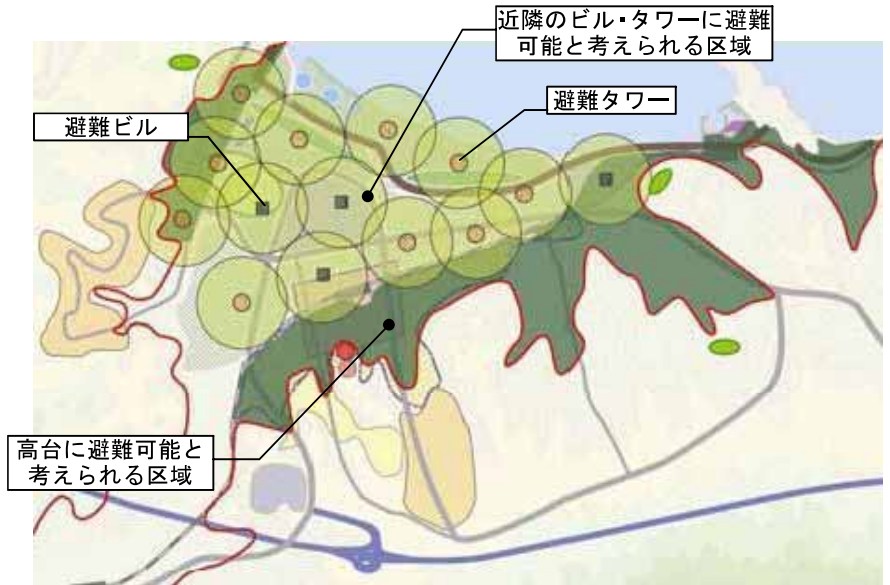 近隣のビル・タワーに避難
可能と考えられる区域
避難タワー
避難ビル
高台に避難可能と
考えられる区域